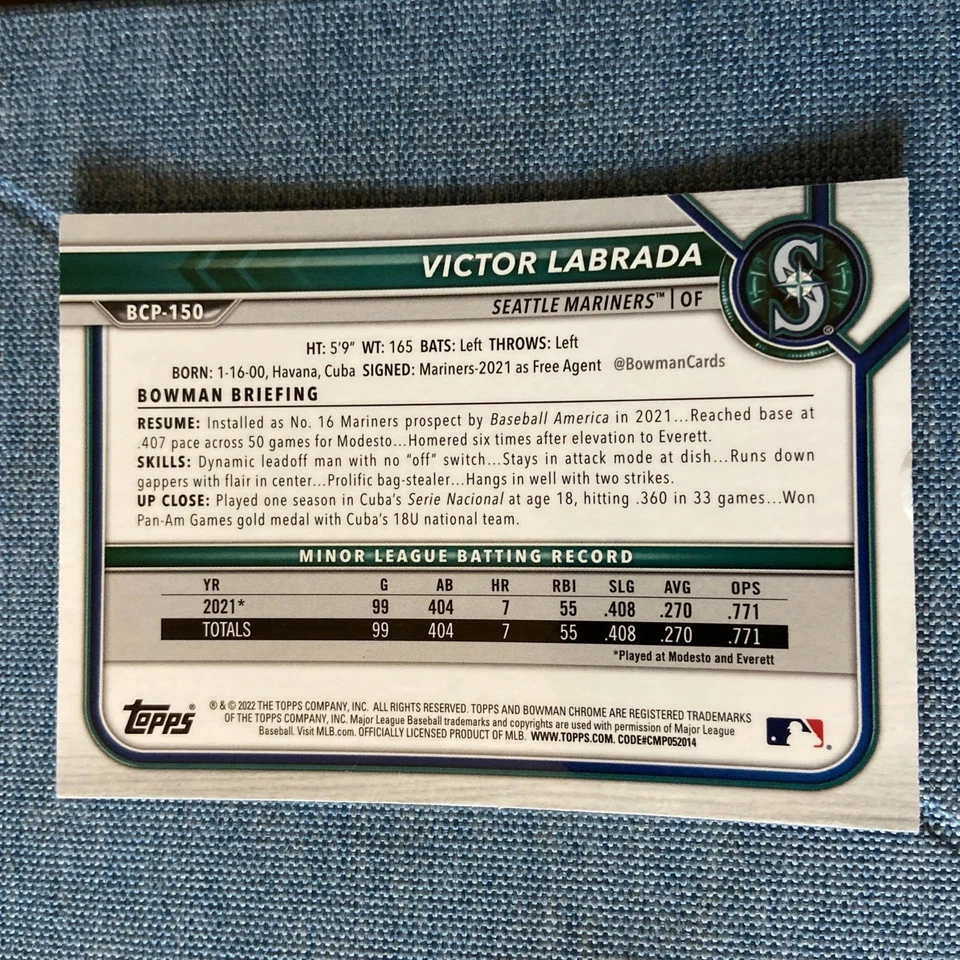 VICTOR LABRADA
SEATTLE MARINERS™ | OF
S ®
BCP-150
HT: 5'9" WT: 165 BATS: Left THROWS: Left
BORN: 1-16-00, Havana, Cuba SIGNED: Mariners-2021 as Free Agent @BowmanCards
BOWMAN BRIEFING
RESUME: Installed as No. 16 Mariners prospect by Baseball America in 2021...Reached base at
.407 pace across 50 games for Modesto...Homered six times after elevation to Everett.
SKILLS: Dynamic leadoff man with no "off" switch...Stays in attack mode at dish...Runs down
gappers with flair in center...Prolific bag-stealer...Hangs in well with two strikes.
UP CLOSE: Played one season in Cuba's Serie Nacional at age 18, hitting .360 in 33 games...Won
Pan-Am Games gold medal with Cuba's 18U national team.
MINOR LEAGUE BATTING RECORD
YR G AB HR RBI SLG AVG OPS
2021* 99 404 7 55 .408 .270 .771
TOTALS 99 404 7 55 .408 .270 .771
*Played at Modesto and Everett
Topps®
® & © 2022 THE TOPPS COMPANY, INC. ALL RIGHTS RESERVED. TOPPS AND BOWMAN CHROME ARE REGISTERED TRADEMARKS
OF THE TOPPS COMPANY, INC. Major League Baseball trademarks and copyrights are used with permission of Major League
Baseball. Visit MLB.com. OFFICIALLY LICENSED PRODUCT OF MLB. WWW.TOPPS.COM. CODE#CMP052014
®